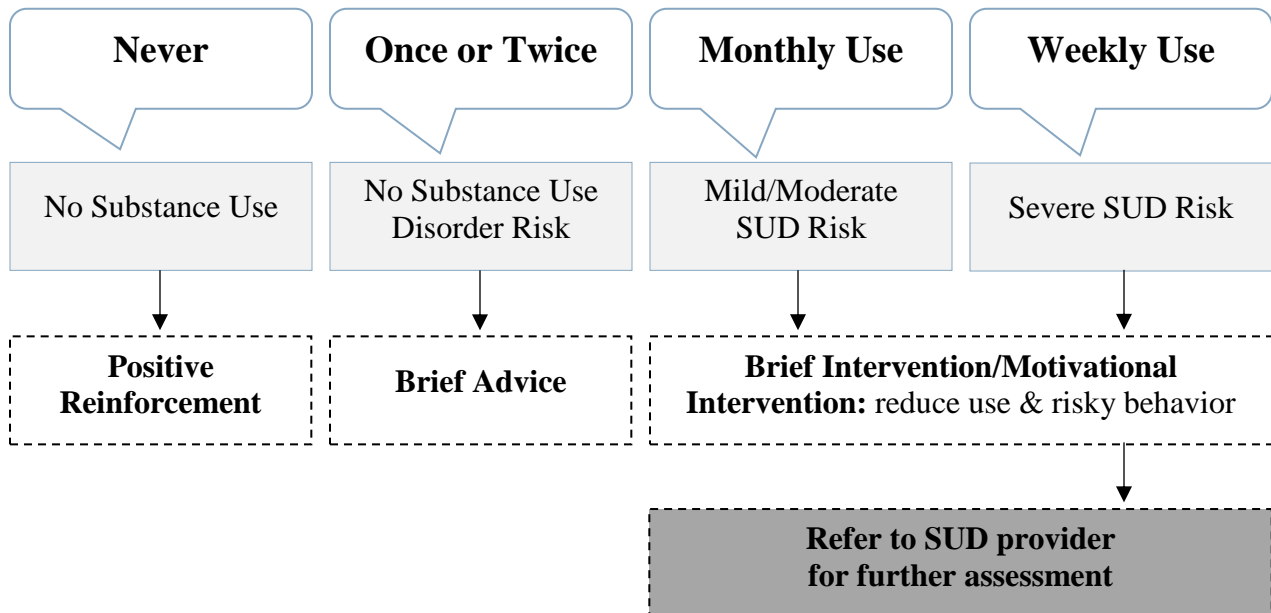 Never
Once or Twice
Monthly Use
Weekly Use
No Substance Use
No Substance Use
Disorder Risk
Mild/Moderate
SUD Risk
Severe SUD Risk
Positive
Reinforcement
Brief Advice
Brief Intervention/Motivational
Intervention: reduce use & risky behavior
Refer to SUD provider
for further assessment